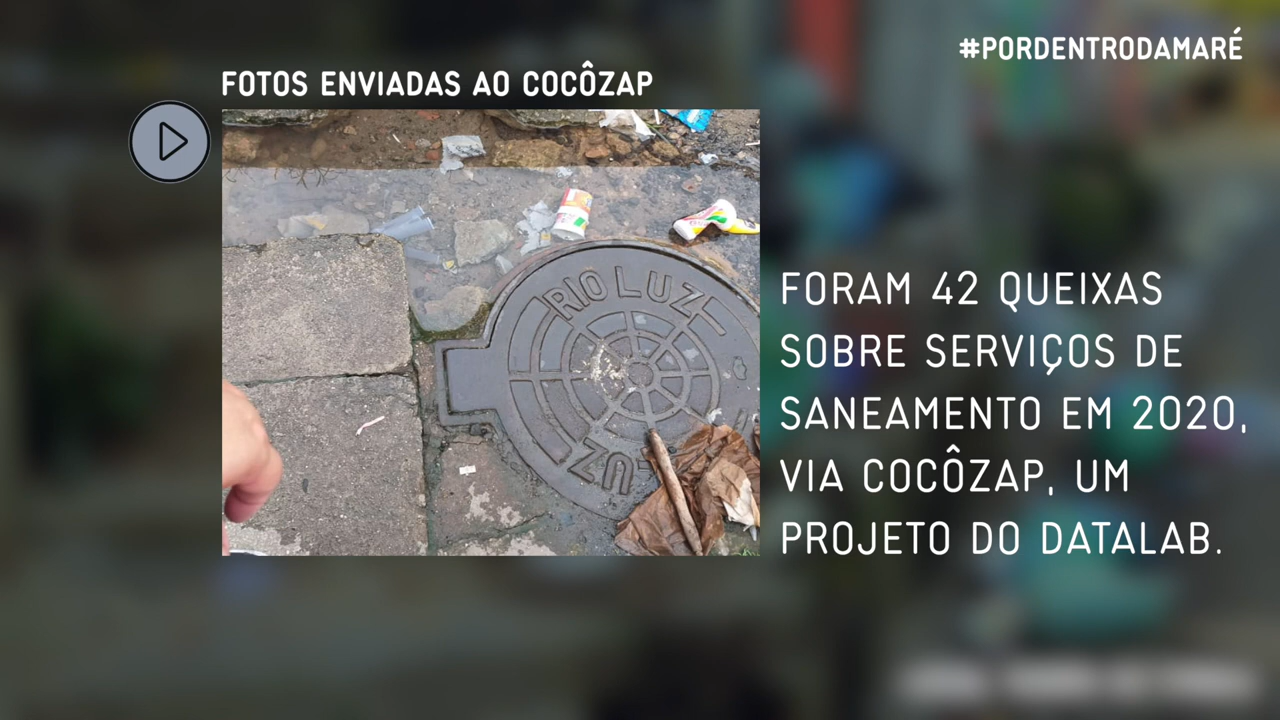 #PORDENTRODAMARÉ
FOTOS ENVIADAS AO COCÔZAP
RIO LUZ
LUZ
FORAM 42 QUEIXAS
SOBRE SERVIÇOS DE
SANEAMENTO EM 2020,
VIA COCÔZAP, UM
PROJETO DO DATALAB.